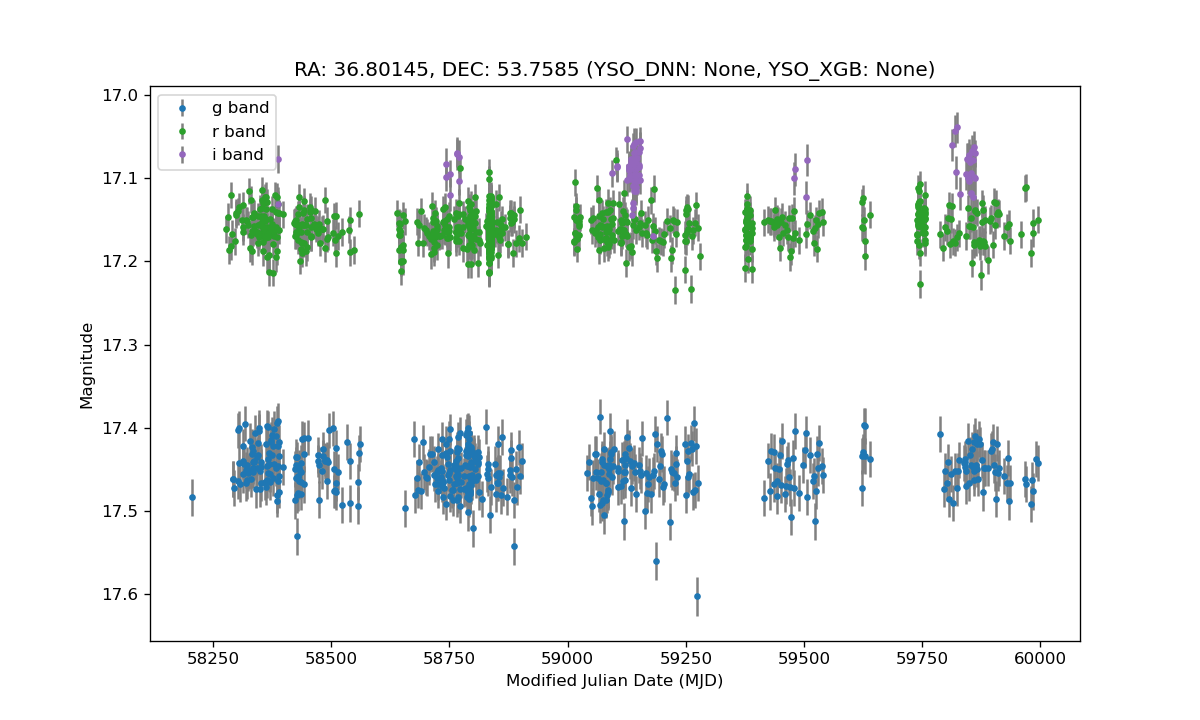 RA: 36.80145, DEC: 53.7585 (YSO_DNN: None, YSO_XGB: None)
g band
r band
i band
17.0
17.1
17.2
17.3
17.4
17.5
17.6
Magnitude
58250 58500 58750 59000 59250 59500 59750 60000
Modified Julian Date (MJD)